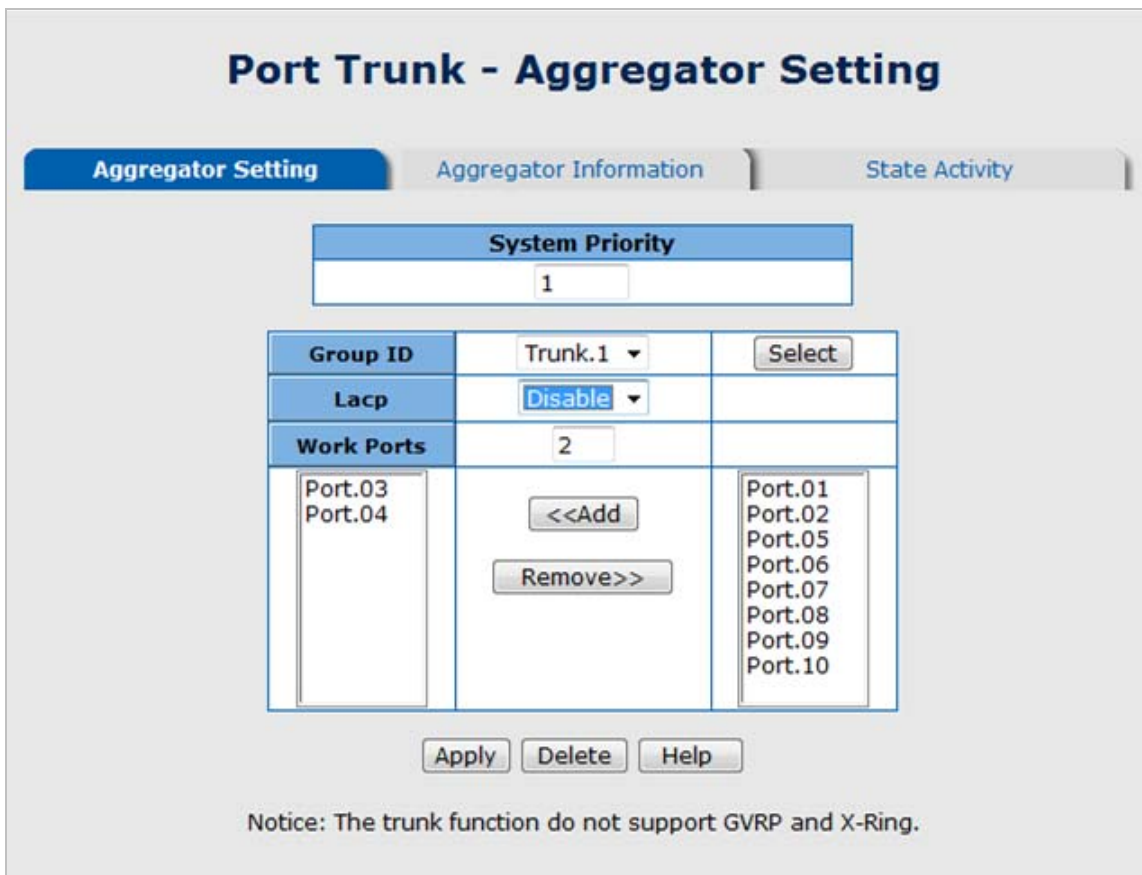 Port Trunk - Aggregator Setting
Aggregator Setting Aggregator Information State Activity
System Priority
1
Group ID Trunk.1 Select
Lacp Disable
Work Ports 2
Port.03
Port.04
<<Add
Remove>>
Port.01
Port.02
Port.05
Port.06
Port.07
Port.08
Port.09
Port.10
Apply Delete Help
Notice: The trunk function do not support GVRP and X-Ring.